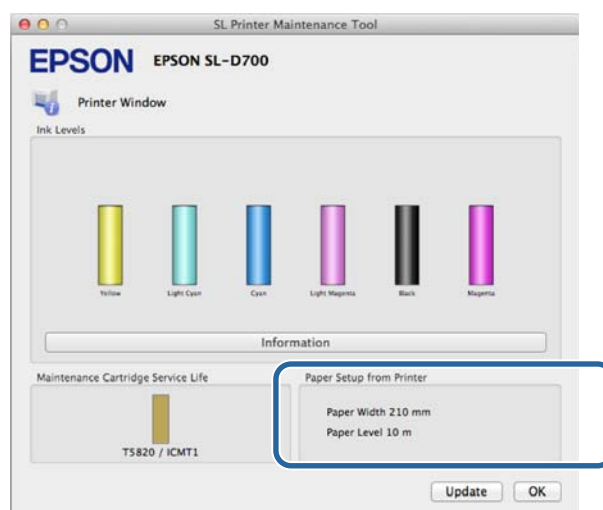 SL Printer Maintenance Tool
EPSON EPSON SL-D700
Printer Window
Ink Levels
Yellow Light Cyan Cyan Light Magenta Black Magenta
Information
Maintenance Cartridge Service Life
T5820 / ICMT1
Paper Setup from Printer
Paper Width 210 mm
Paper Level 10 m
Update OK